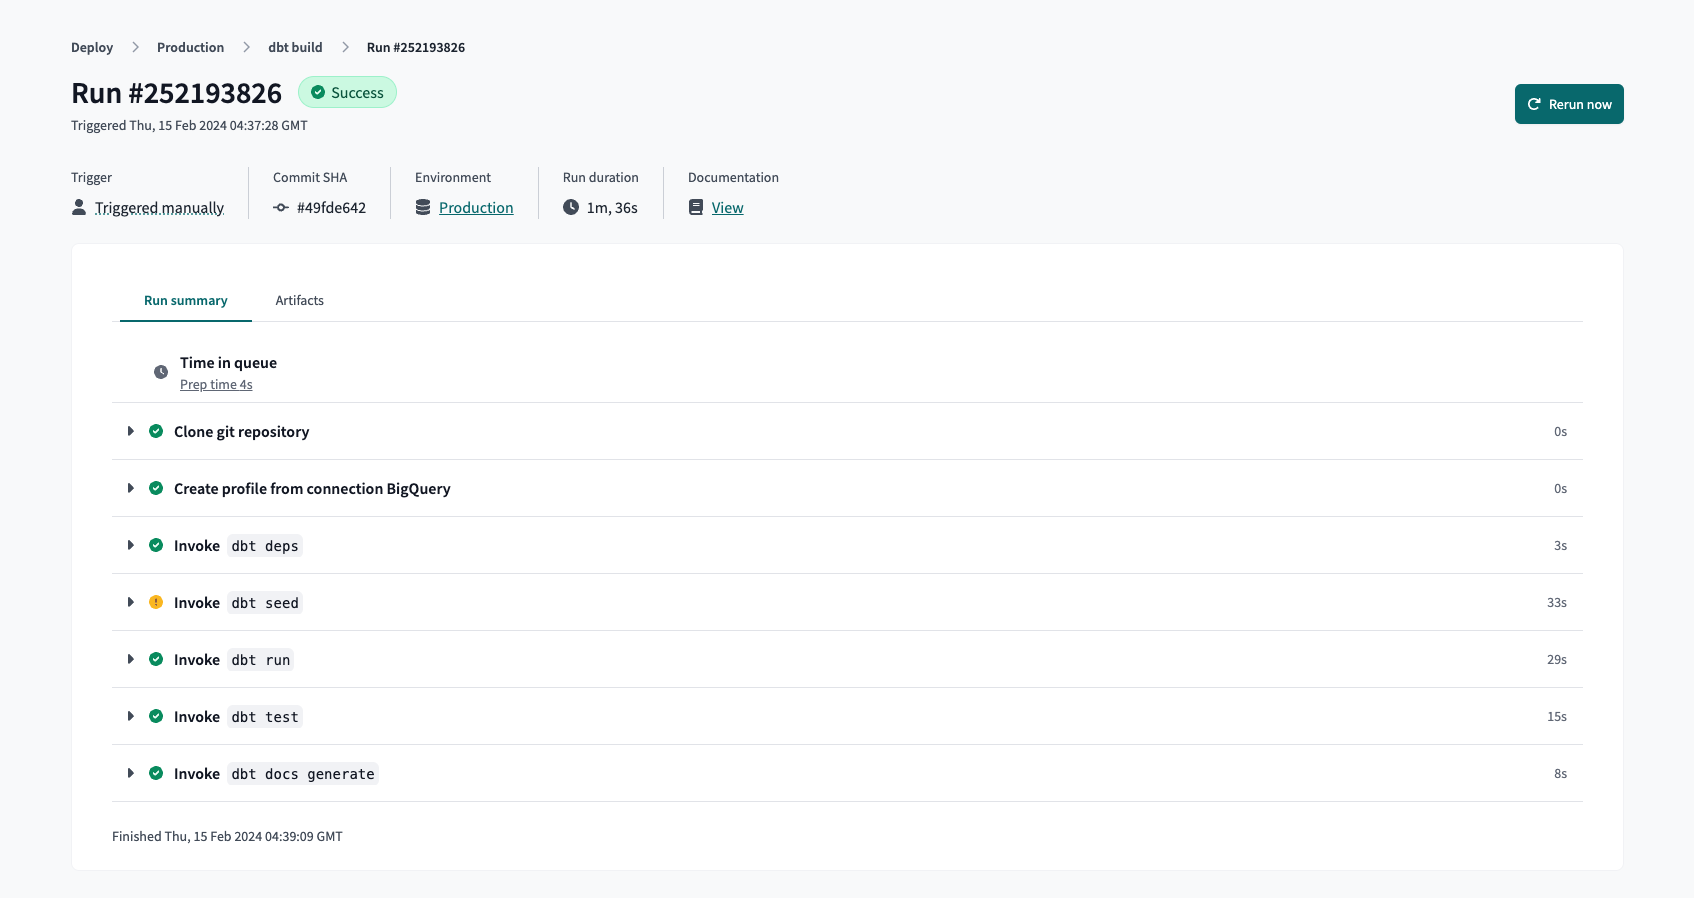 Deploy > Production > dbt build > Run #252193826
Run #252193826 Success
Triggered Thu, 15 Feb 2024 04:37:28 GMT
Rerun now
Trigger
Triggered manually
Commit SHA
#49fde642
Environment
Production
Run duration
1m, 36s
Documentation
View
Run summary Artifacts
Time in queue
Prep time 4s
Clone git repository 0s
Create profile from connection BigQuery 0s
Invoke dbt deps 3s
Invoke dbt seed 33s
Invoke dbt run 29s
Invoke dbt test 15s
Invoke dbt docs generate 8s
Finished Thu, 15 Feb 2024 04:39:09 GMT